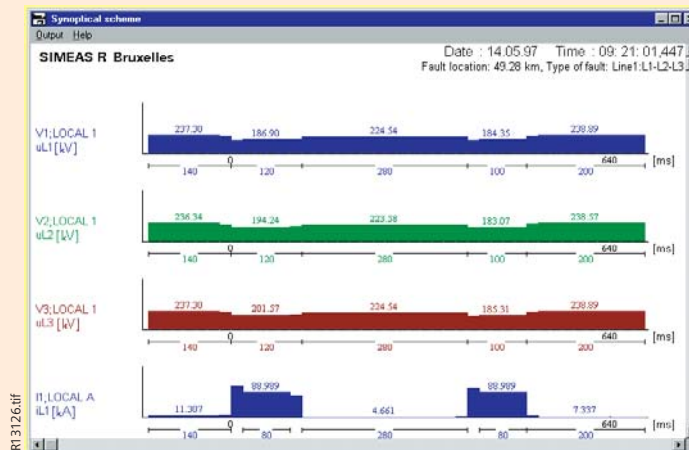 Synoptical scheme
Output Help
SIMEAS R Bruxelles
Date : 14.05.97 Time : 09: 21: 01,447
Fault location: 49.28 km, Type of fault: Line1:L1-L2-L3
V1;LOCAL 1
uL1 [kV]
237.30 186.90 224.54 184.35 238.89
0 640 [ms]
140 120 280 100 200
V2;LOCAL 1
uL2 [kV]
236.34 194.24 223.58 183.07 238.57
0 640 [ms]
140 120 280 100 200
V3;LOCAL 1
uL3 [kV]
237.30 201.57 224.54 185.31 238.89
0 640 [ms]
140 120 280 100 200
I1;LOCAL A
iL1 [kA]
11.307 88.989 4.661 88.989 7.337
0 640 [ms]
140 80 280 80 200
R13126.tif